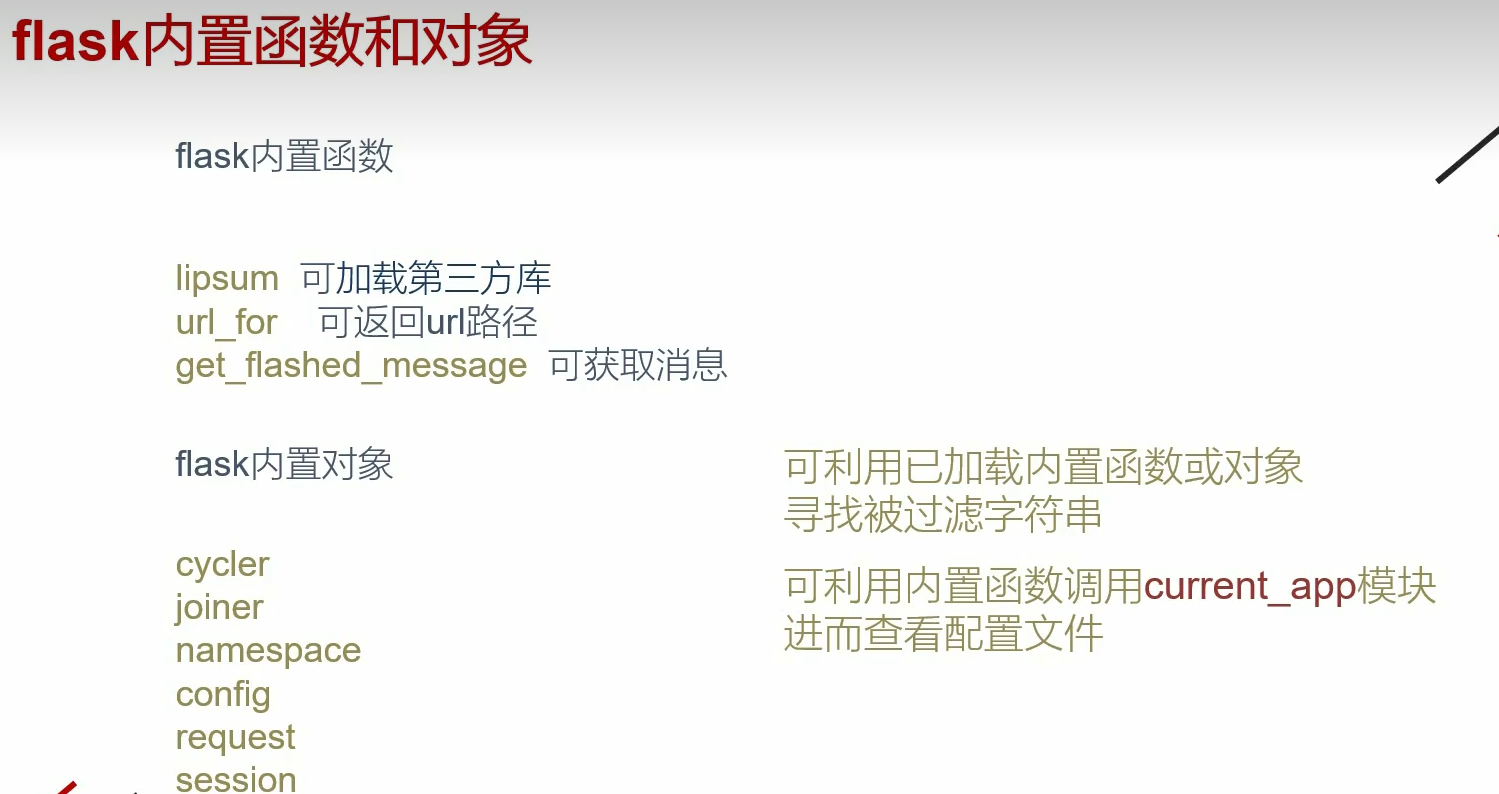 flask内置函数和对象
flask内置函数
lipsum 可加载第三方库
url_for 可返回url路径
get_flashed_message 可获取消息
flask内置对象
cycler
joiner
namespace
config
request
session
可利用已加载内置函数或对象
寻找被过滤字符串
可利用内置函数调用current_app模块
进而查看配置文件